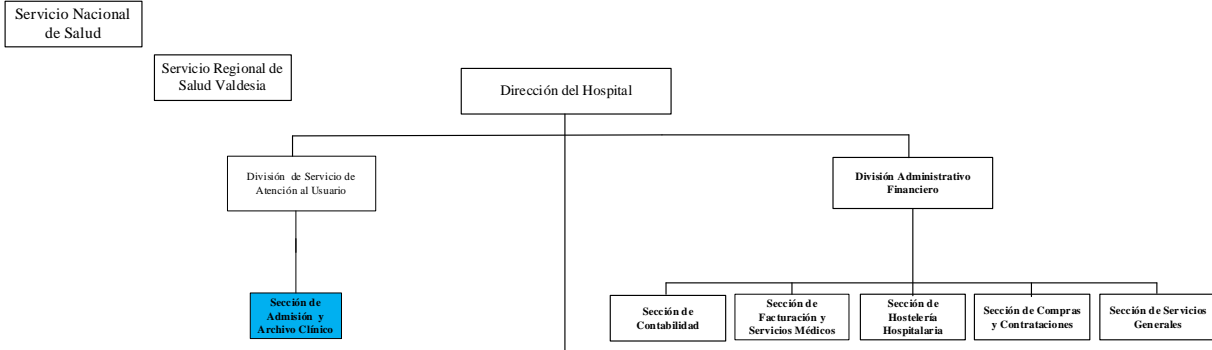 Servicio Nacional
de Salud
Servicio Regional de
Salud Valdesia
Dirección del Hospital
División de Servicio de
Atención al Usuario
División Administrativo
Financiero
Sección de
Admisión y
Archivo Clínico
Sección de
Contabilidad
Sección de
Facturación y
Servicios Médicos
Sección de
Hostelería
Hospitalaria
Sección de Compras
y Contrataciones
Sección de Servicios
Generales